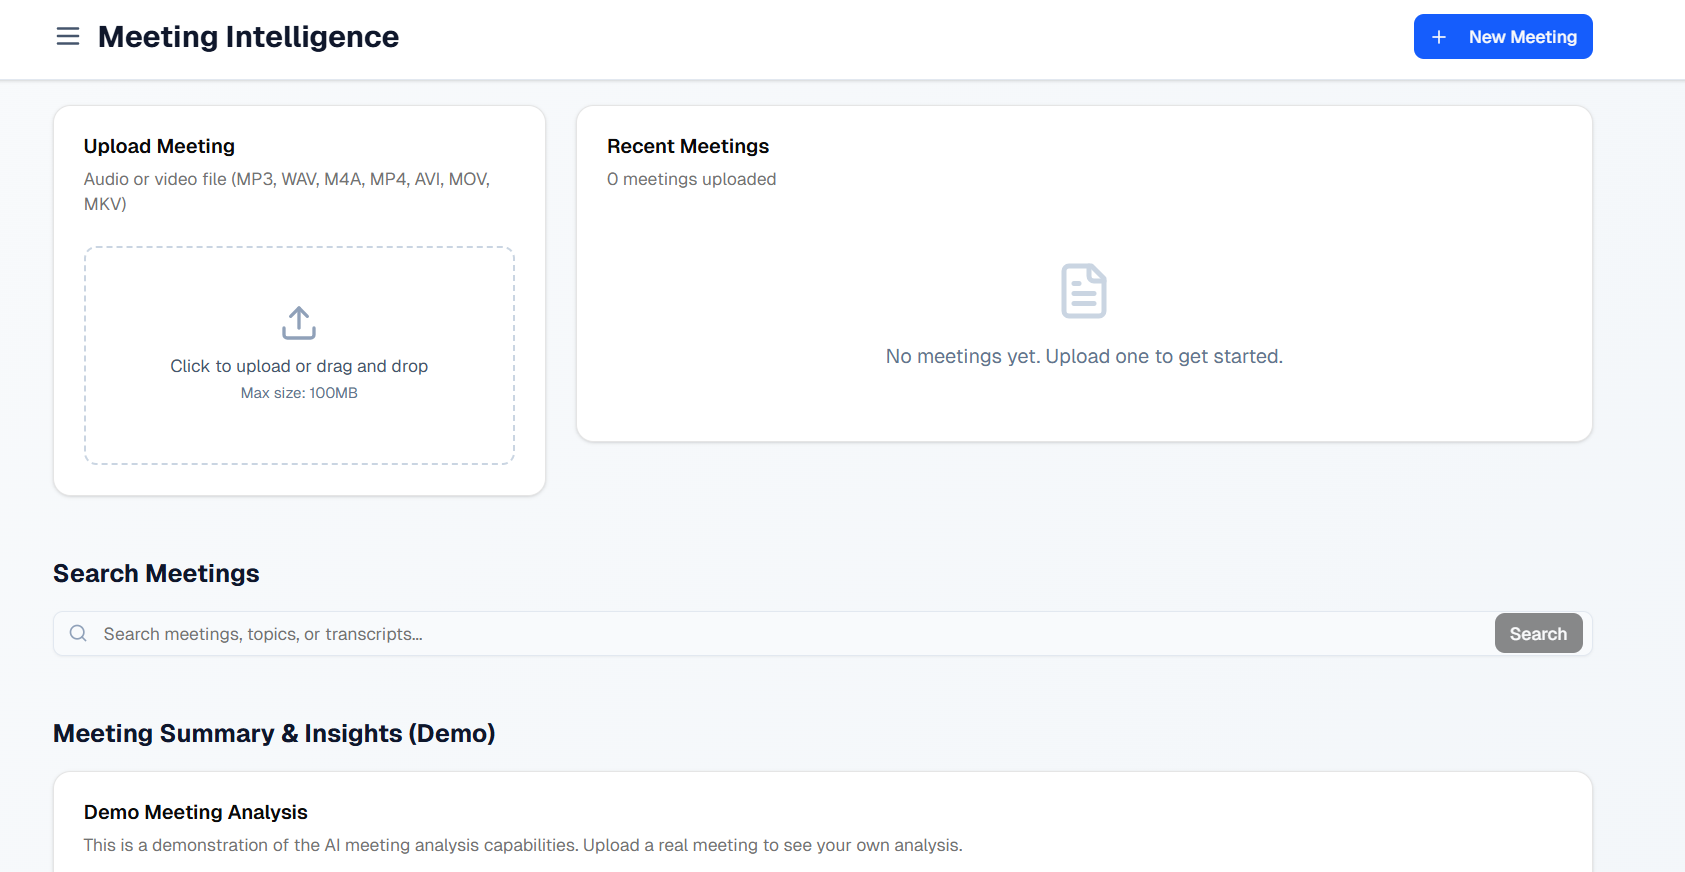 Meeting Intelligence
New Meeting
Upload Meeting
Audio or video file (MP3, WAV, M4A, MP4, AVI, MOV,
MKV)
Click to upload or drag and drop
Max size: 100MB
Recent Meetings
0 meetings uploaded
No meetings yet. Upload one to get started.
Search Meetings
Search meetings, topics, or transcripts...
Search
Meeting Summary & Insights (Demo)
Demo Meeting Analysis
This is a demonstration of the AI meeting analysis capabilities. Upload a real meeting to see your own analysis.